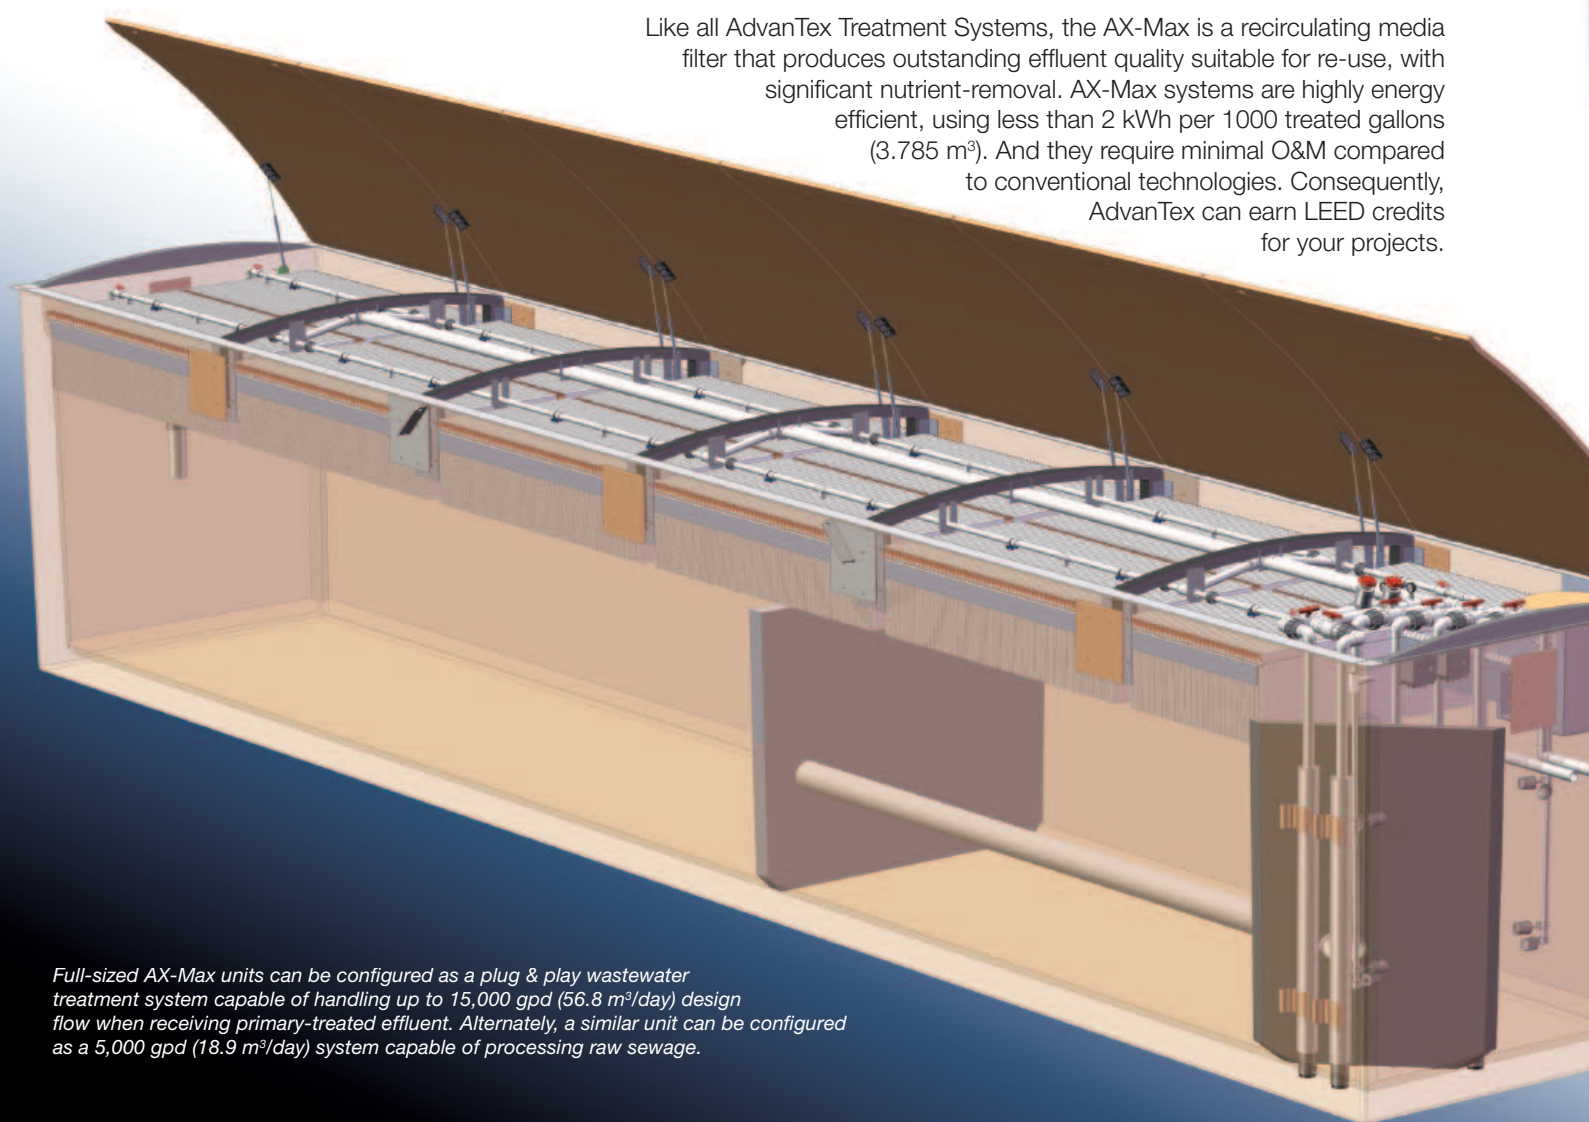 Like all AdvanTex Treatment Systems, the AX-Max is a recirculating media
filter that produces outstanding effluent quality suitable for re-use, with
significant nutrient-removal. AX-Max systems are highly energy
efficient, using less than 2 kWh per 1000 treated gallons
(3.785 m³). And they require minimal O&M compared
to conventional technologies. Consequently,
AdvanTex can earn LEED credits
for your projects.
Full-sized AX-Max units can be configured as a plug & play wastewater
treatment system capable of handling up to 15,000 gpd (56.8 m³/day) design
flow when receiving primary-treated effluent. Alternately, a similar unit can be configured
as a 5,000 gpd (18.9 m³/day) system capable of processing raw sewage.